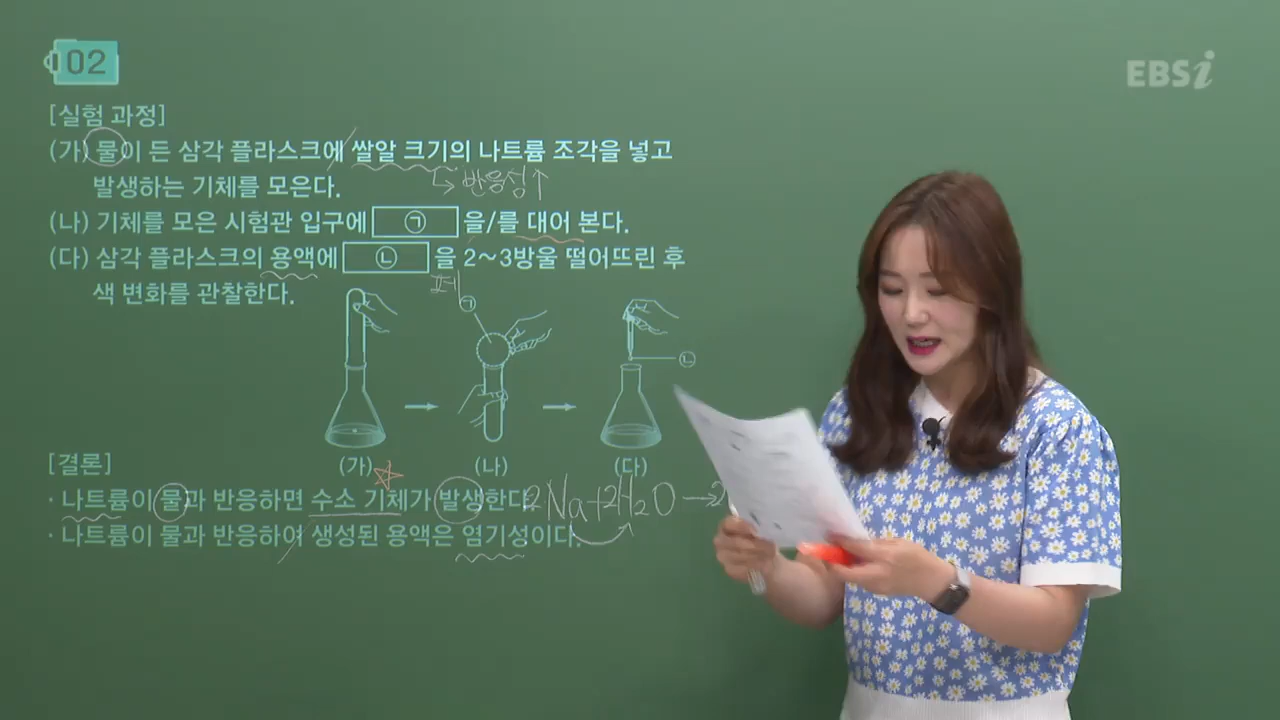 02
EBSi
[실험 과정]
(가) 물이 든 삼각 플라스크에 쌀알 크기의 나트륨 조각을 넣고
발생하는 기체를 모은다.
↳ 반응성↑
(나) 기체를 모은 시험관 입구에 ㉠ 을/를 대어 본다.
(다) 삼각 플라스크의 용액에 ㉡ 을 2~3방울 떨어뜨린 후
색 변화를 관찰한다.
㉠
㉡
(가) (나) (다)
[결론]
· 나트륨이 물과 반응하면 수소 기체가 발생한다.
2Na+2H₂O → 2
· 나트륨이 물과 반응하여 생성된 용액은 염기성이다.